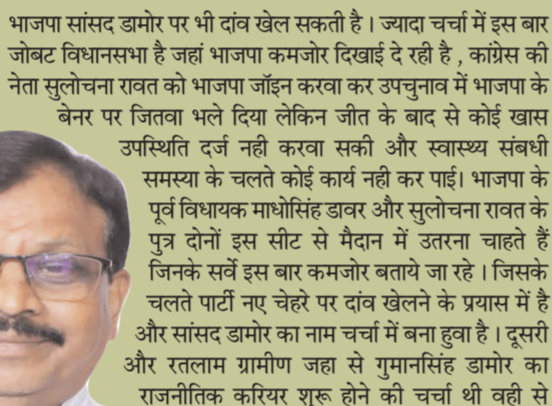 भाजपा सांसद डामोर पर भी दांव खेल सकती है । ज्यादा चर्चा में इस बार
जोबट विधानसभा है जहां भाजपा कमजोर दिखाई दे रही है , कांग्रेस की
नेता सुलोचना रावत को भाजपा जॉइन करवा कर उपचुनाव में भाजपा के
बेनर पर जितवा भले दिया लेकिन जीत के बाद से कोई खास
उपस्थिति दर्ज नही करवा सकी और स्वास्थ्य संबधी
समस्या के चलते कोई कार्य नही कर पाई। भाजपा के
पूर्व विधायक माधोसिंह डावर और सुलोचना रावत के
पुत्र दोनों इस सीट से मैदान में उतरना चाहते हैं
जिनके सर्वे इस बार कमजोर बताये जा रहे । जिसके
चलते पार्टी नए चेहरे पर दांव खेलने के प्रयास में है
और सांसद डामोर का नाम चर्चा में बना हुवा है । दूसरी
और रतलाम ग्रामीण जहा से गुमानसिंह डामोर का
राजनीतिक करियर शुरू होने की चर्चा थी वही से